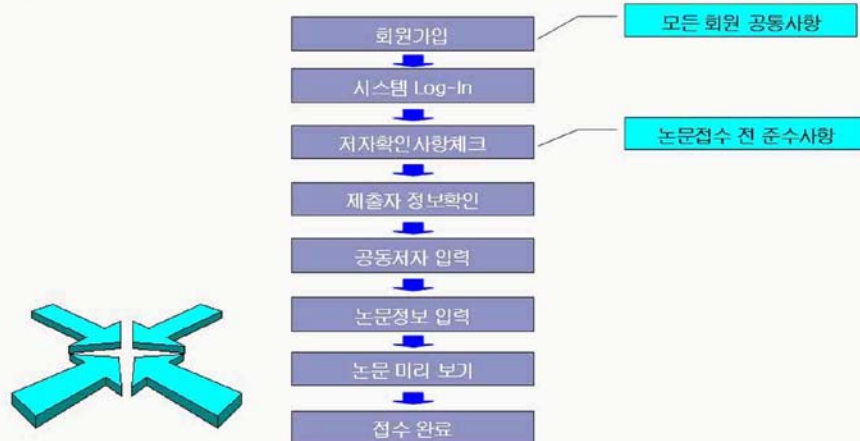 회원가입
모든 회원 공동사항
시스템 Log-In
저자확인사항체크
논문접수 전 준수사항
제출자 정보확인
공동저자 입력
논문정보 입력
논문 미리 보기
접수 완료